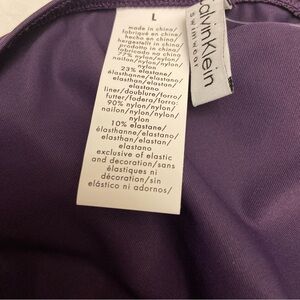 L
made in china/
fabriqué en china/
hecho en china/
hergestellt in china/
prodotto in china/
fabricado na china/
77% nylon/nylon/
nailon/nylon/nylon/
nylon
23% elastane/
élasthanne/elastano/
elasthan/elastan/
elastano
liner/doublure/forro/
futter/fodera/forro:
90% nylon/nylon/
nailon/nylon/nylon/
nylon
10% elastane/
élasthanne/elastano/
elasthan/elastan/
elastano
exclusive of elastic
and decoration/sans
élastiques ni
décoration/sin
elástico ni adornos/
Calvin Klein
swimwear